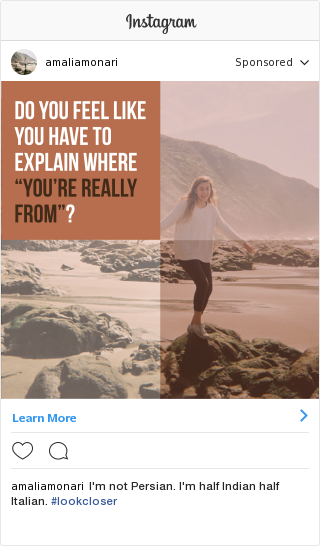 Instagram
amaliamonari
Sponsored
DO YOU FEEL LIKE
YOU HAVE TO
EXPLAIN WHERE
“YOU’RE REALLY
FROM”?
Learn More
amaliamonari I'm not Persian. I'm half Indian half
Italian. #lookcloser